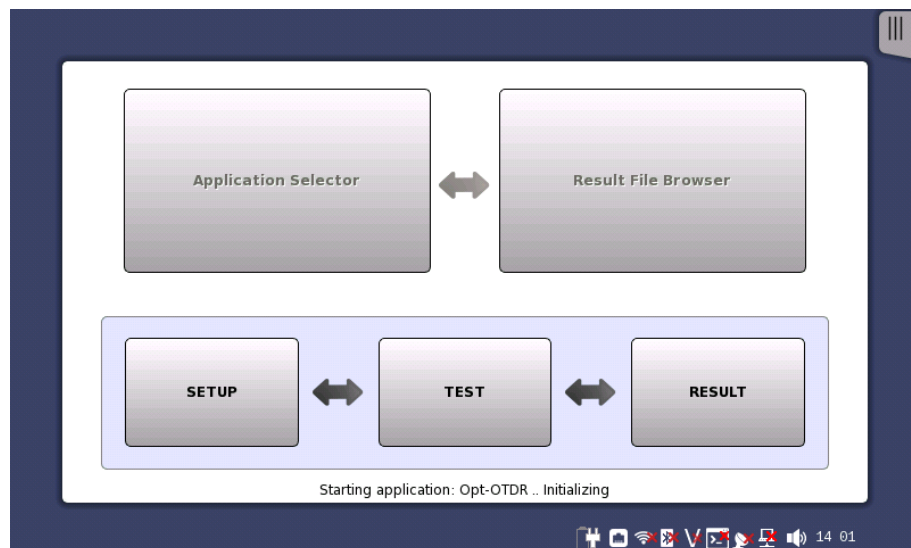 Application Selector
Result File Browser
SETUP
TEST
RESULT
Starting application: Opt-OTDR .. Initializing
14 01